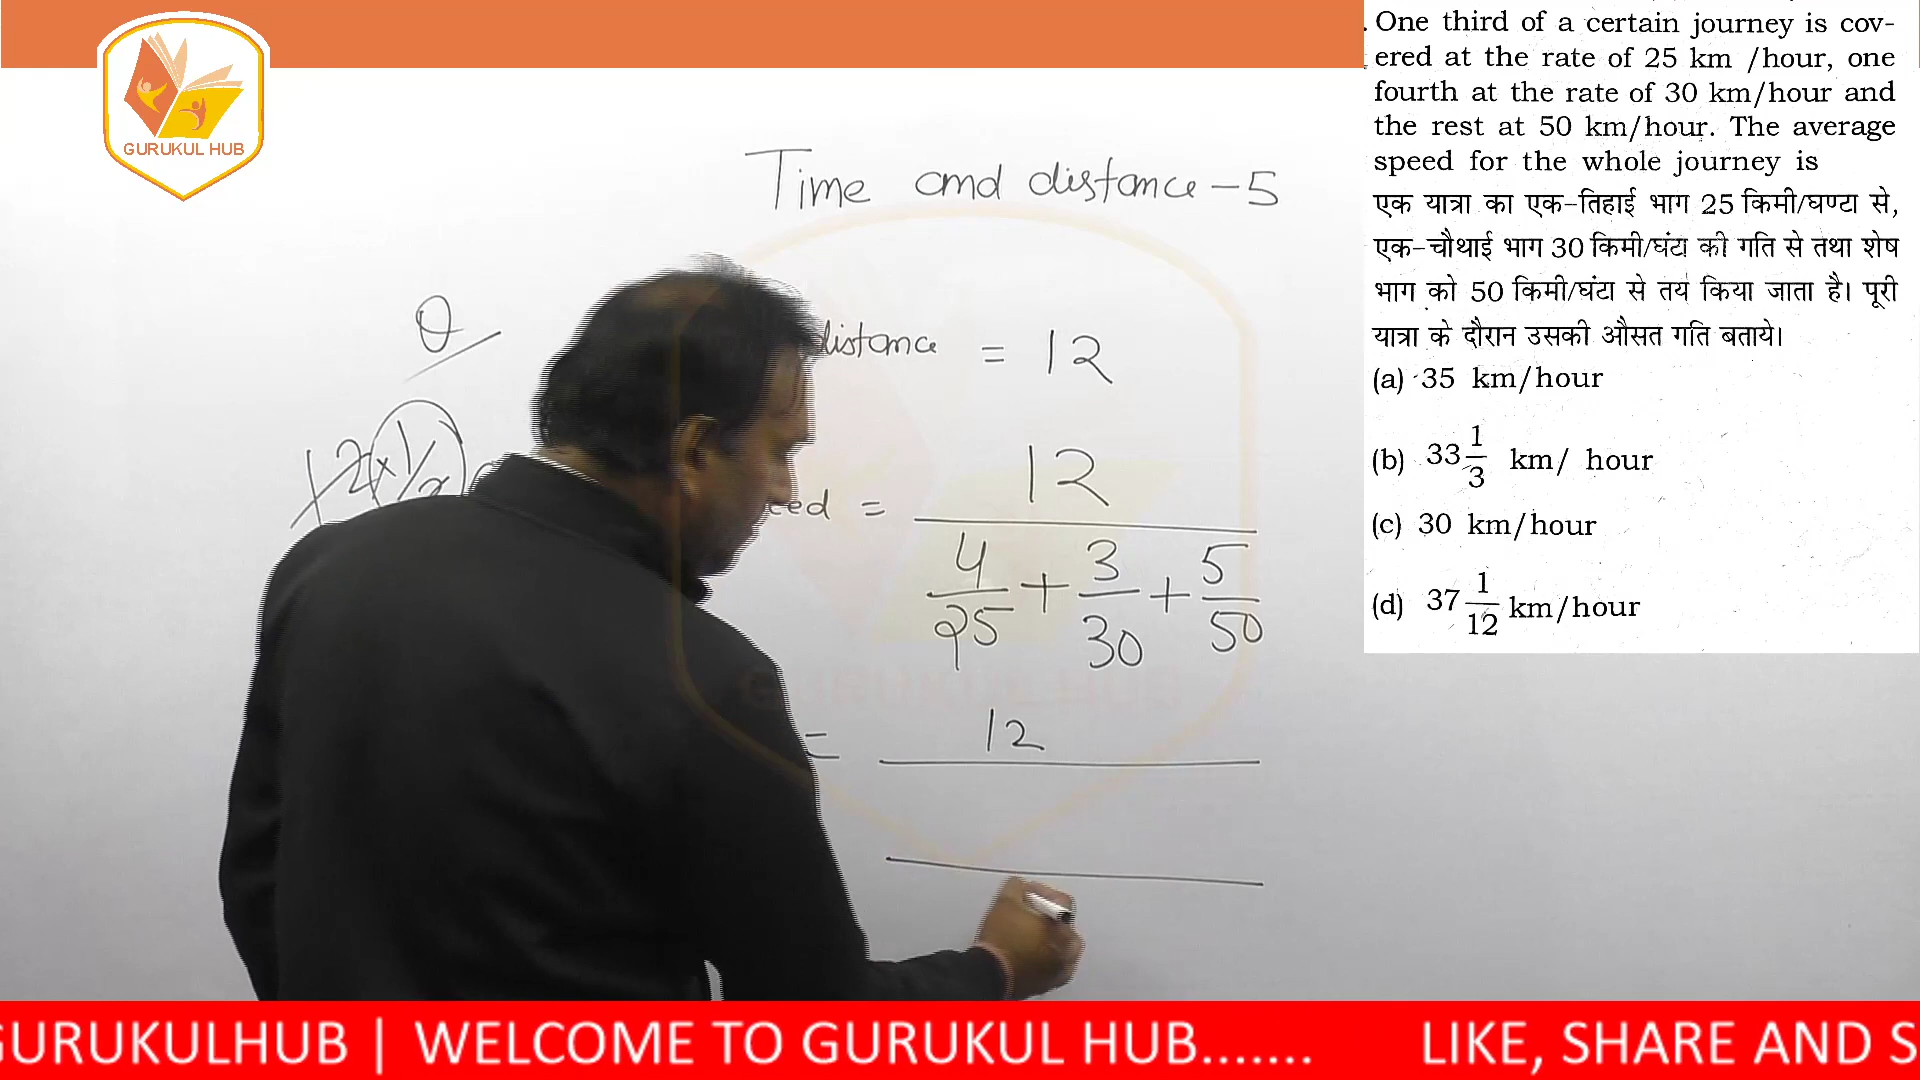 GURUKUL HUB
Time and distance-5
Q
distance = 12
12
= 4/25 + 3/30 + 5/50
= 12
GURUKUL HUB
. One third of a certain journey is cov-
ered at the rate of 25 km /hour, one
fourth at the rate of 30 km/hour and
the rest at 50 km/hour. The average
speed for the whole journey is
एक यात्रा का एक-तिहाई भाग 25 किमी/घण्टा से,
एक-चौथाई भाग 30 किमी/घंटा की गति से तथा शेष
भाग को 50 किमी/घंटा से तय किया जाता है। पूरी
यात्रा के दौरान उसकी औसत गति बताये।
(a) 35 km/hour
(b) 33 1/3 km/ hour
(c) 30 km/hour
(d) 37 1/12 km/hour
GURUKULHUB | WELCOME TO GURUKUL HUB....... LIKE, SHARE AND S